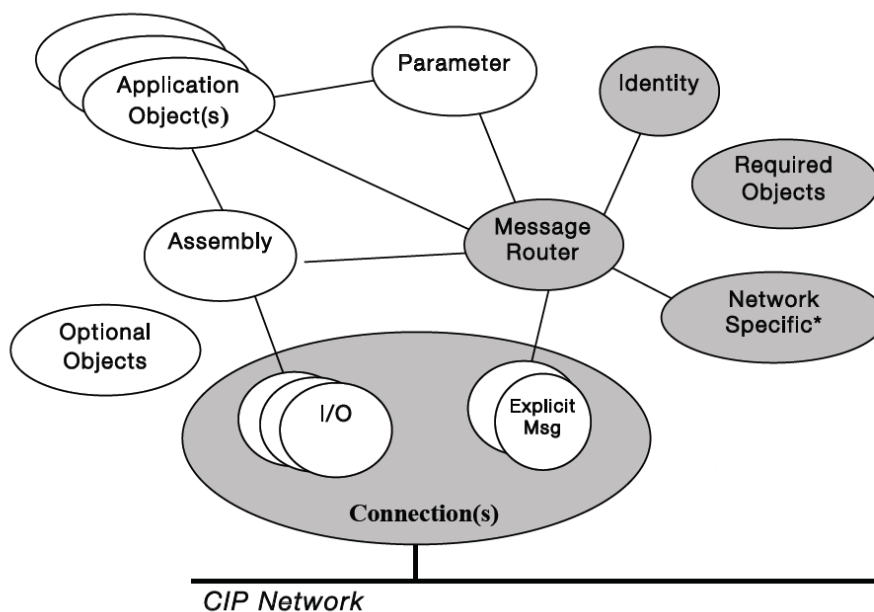 Application
Object(s)
Parameter
Identity
Required
Objects
Assembly
Message
Router
Optional
Objects
Network
Specific*
I/O
Explicit
Msg
Connection(s)
CIP Network